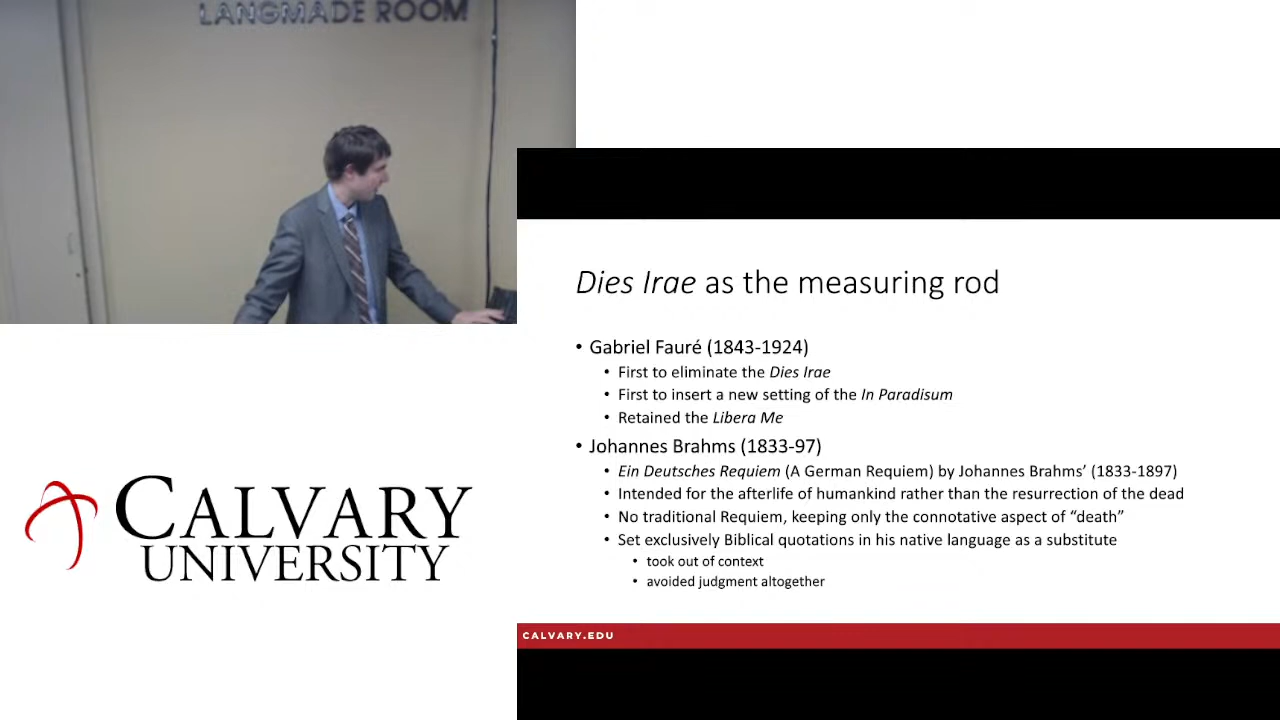 LANGMADE ROOM
Dies Irae as the measuring rod
• Gabriel Fauré (1843-1924)
• First to eliminate the Dies Irae
• First to insert a new setting of the In Paradisum
• Retained the Libera Me
• Johannes Brahms (1833-97)
• Ein Deutsches Requiem (A German Requiem) by Johannes Brahms’ (1833-1897)
• Intended for the afterlife of humankind rather than the resurrection of the dead
• No traditional Requiem, keeping only the connotative aspect of “death”
• Set exclusively Biblical quotations in his native language as a substitute
• took out of context
• avoided judgment altogether
CALVARY.EDU
CALVARY
UNIVERSITY